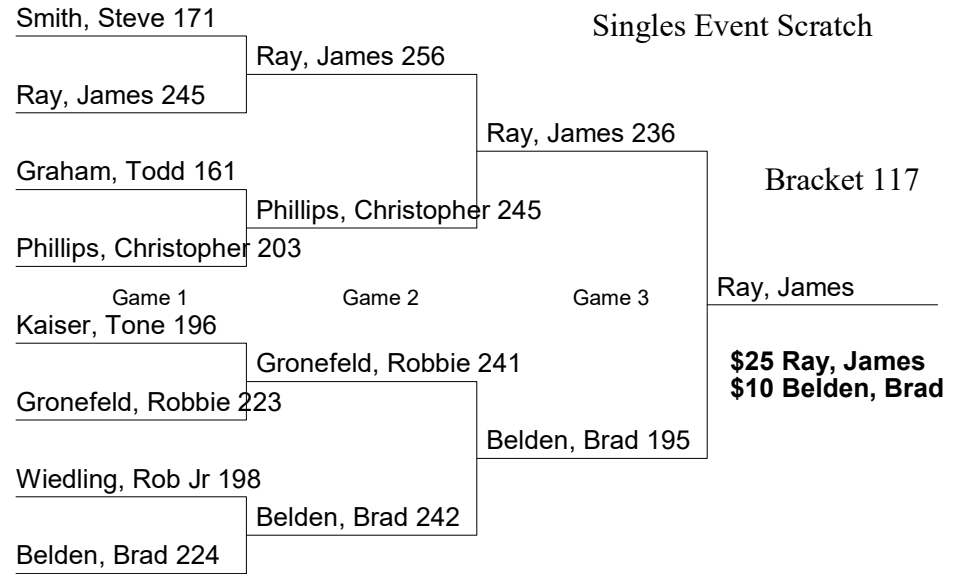 Smith, Steve 171
Singles Event Scratch
Ray, James 256
Ray, James 245
Ray, James 236
Graham, Todd 161
Bracket 117
Phillips, Christopher 245
Phillips, Christopher 203
Game 1
Game 2
Game 3
Ray, James
Kaiser, Tone 196
Gronefeld, Robbie 241
$25 Ray, James
$10 Belden, Brad
Gronefeld, Robbie 223
Belden, Brad 195
Wiedling, Rob Jr 198
Belden, Brad 242
Belden, Brad 224